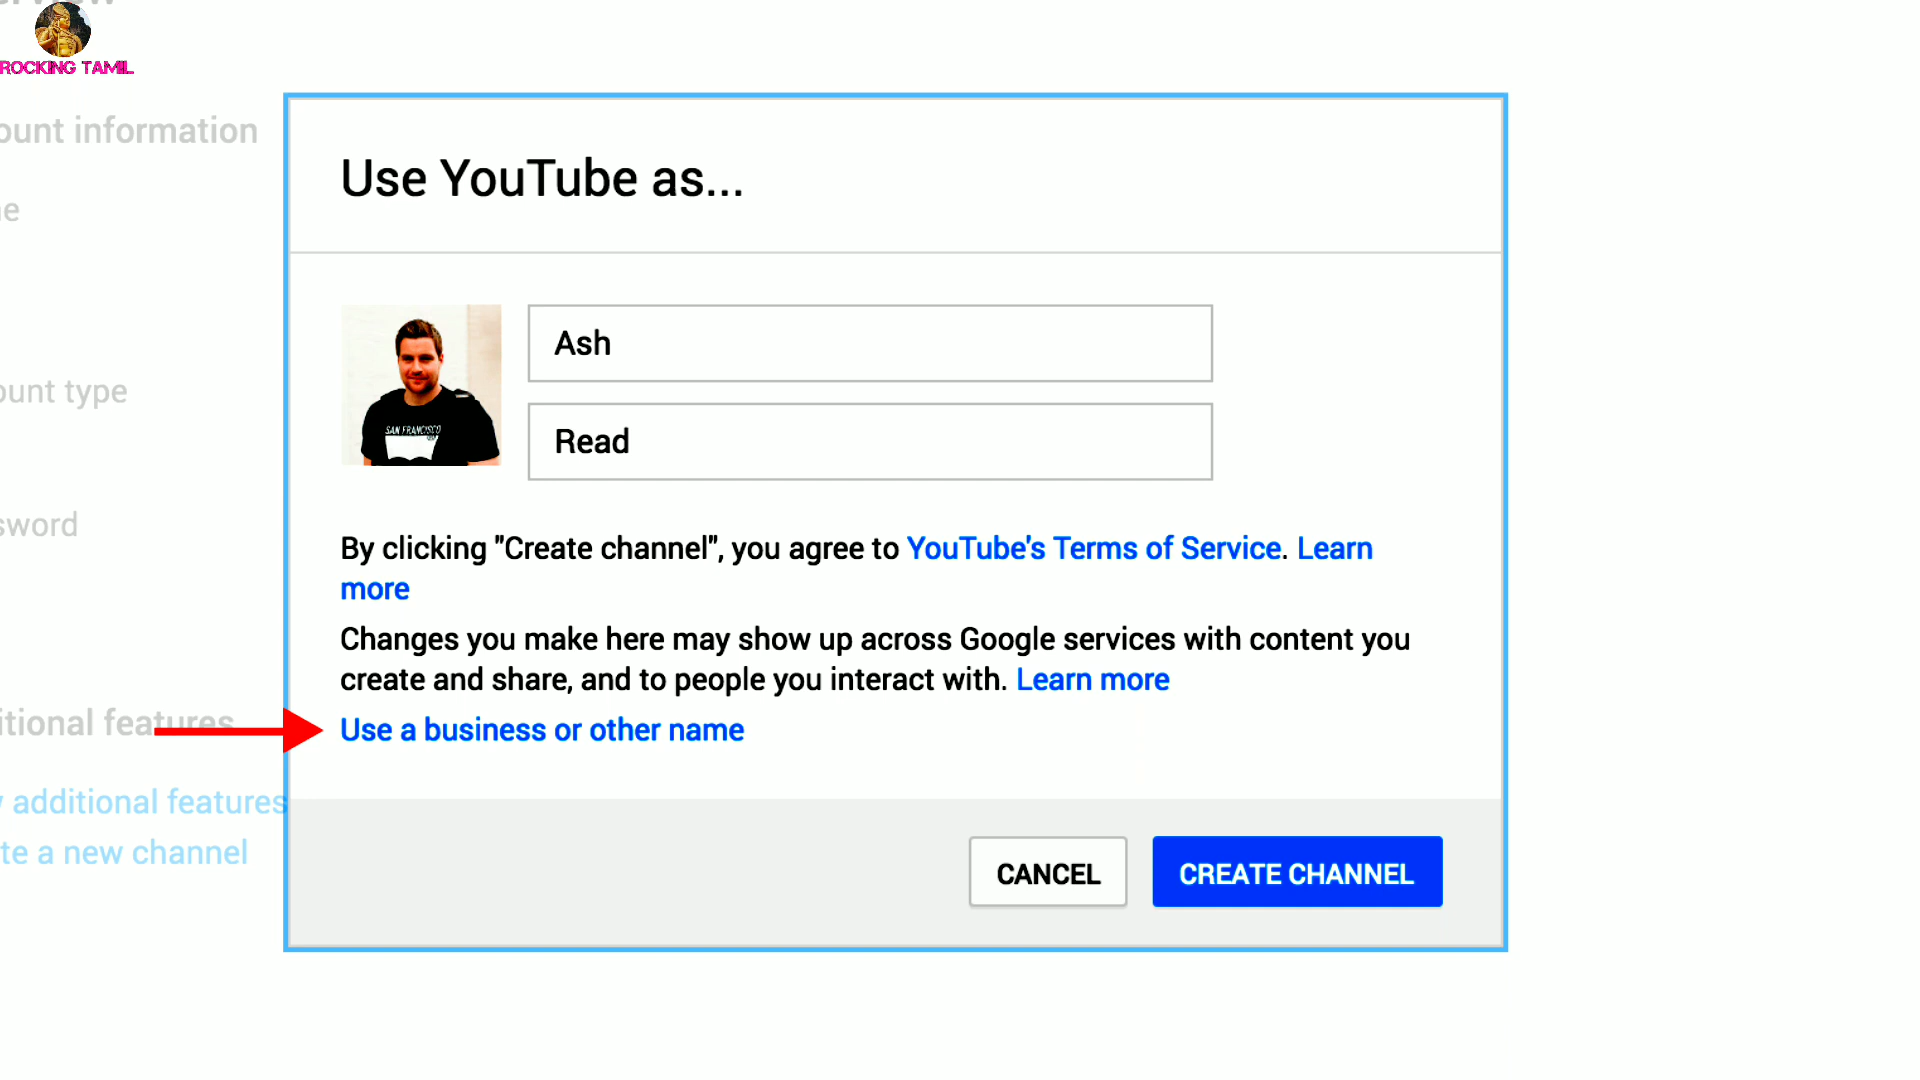 ROCKING TAMIL
ount information
Use YouTube as...
Ash
ount type
Read
sword
By clicking "Create channel", you agree to YouTube's Terms of Service. Learn
more
Changes you make here may show up across Google services with content you
create and share, and to people you interact with. Learn more
itional features
Use a business or other name
additional features
te a new channel
CANCEL
CREATE CHANNEL